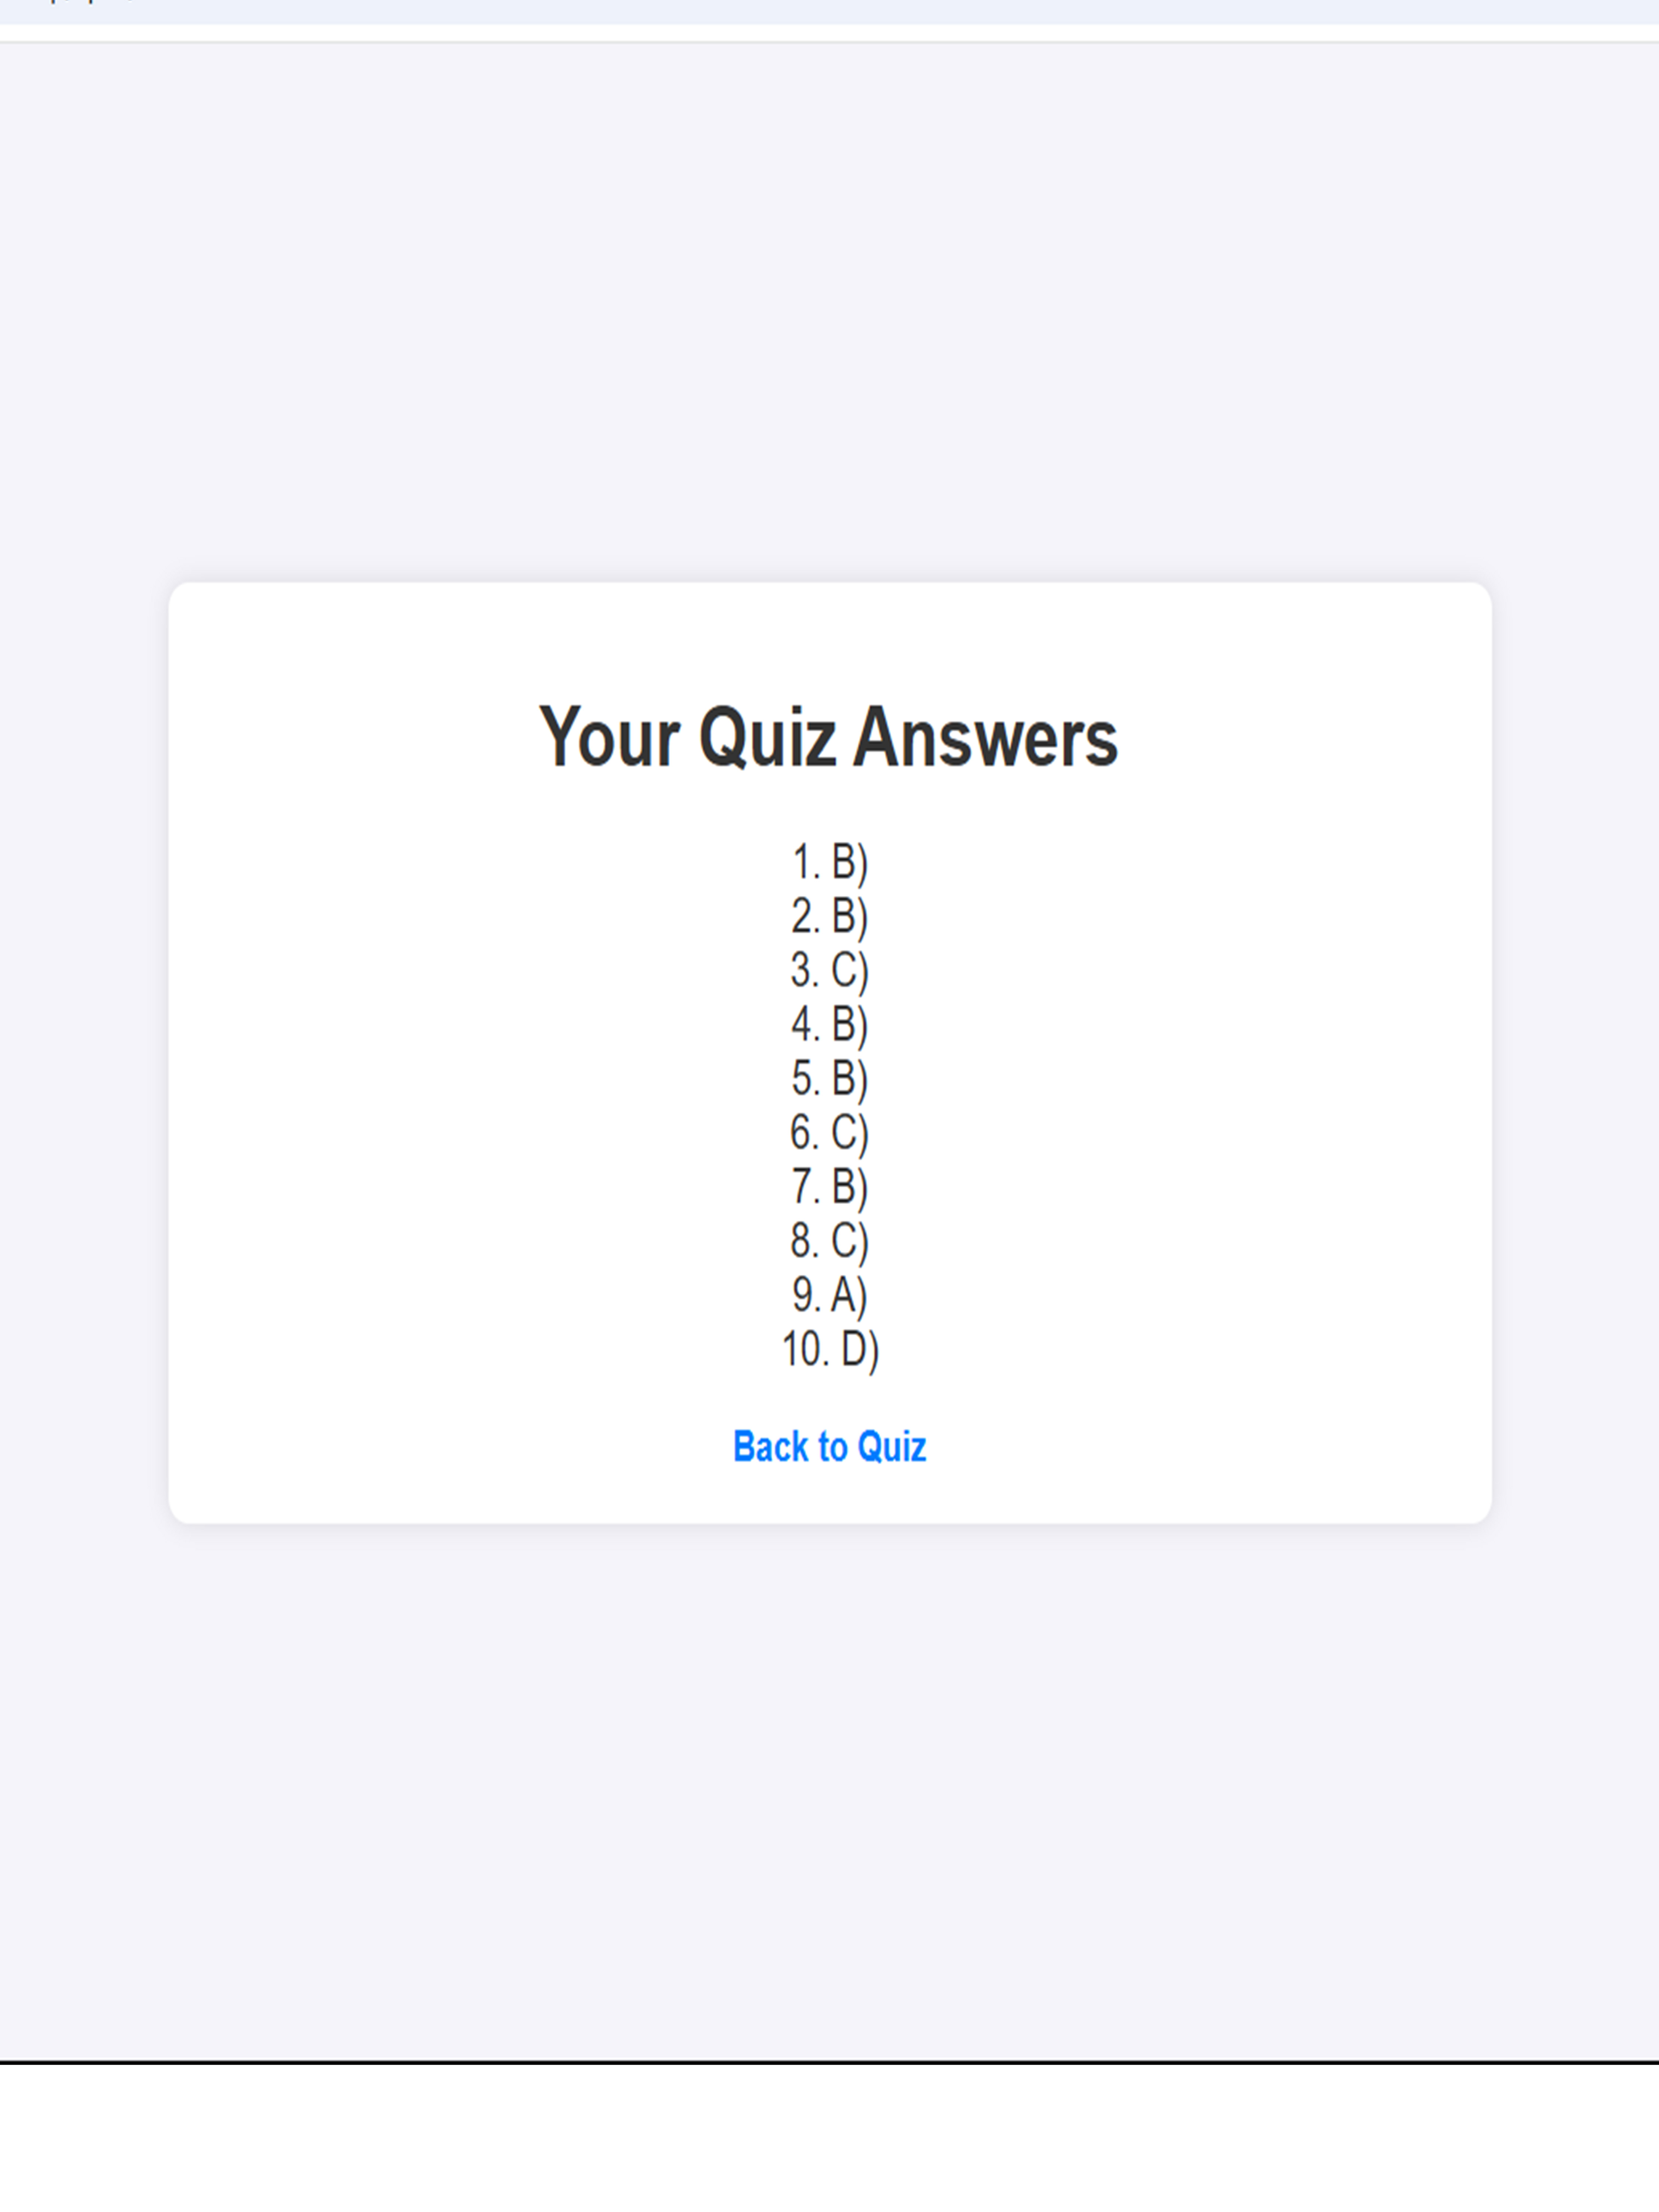 Your Quiz Answers
1. B)
2. B)
3. C)
4. B)
5. B)
6. C)
7. B)
8. C)
9. A)
10. D)
Back to Quiz